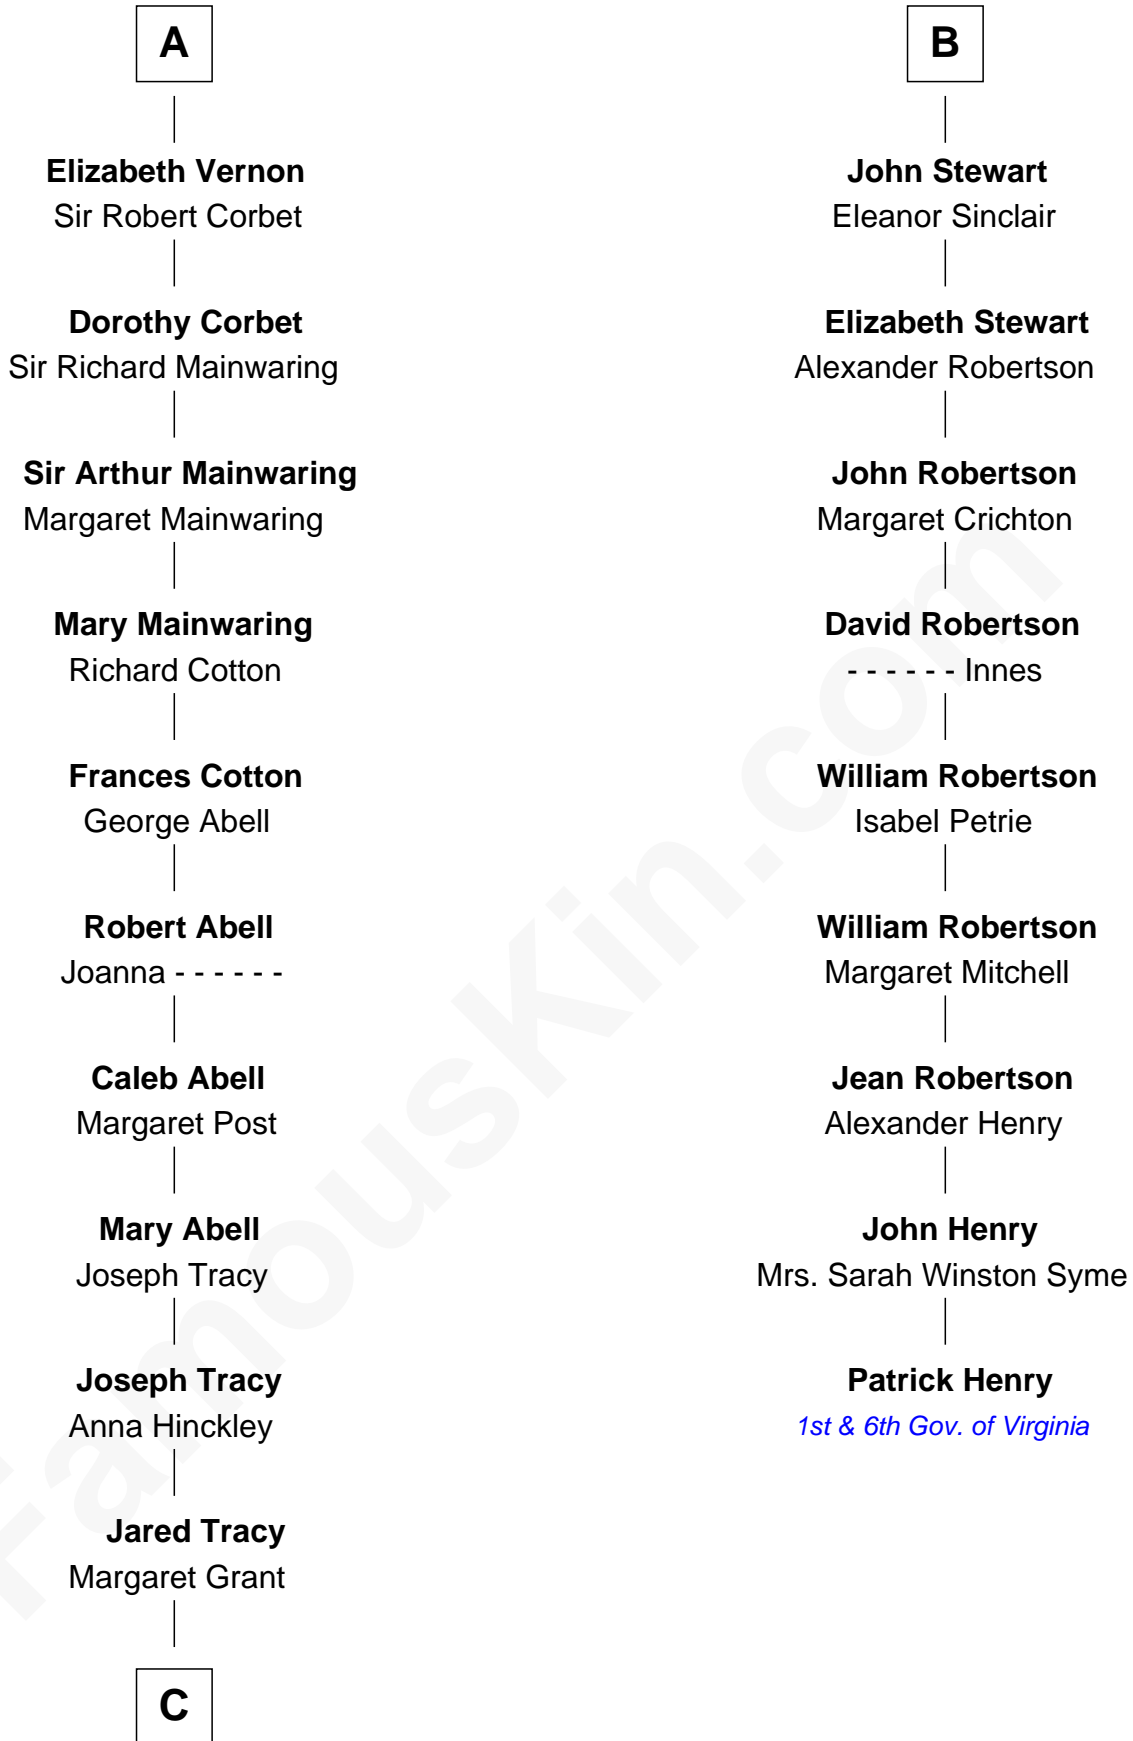 A
Elizabeth Vernon
Sir Robert Corbet
Dorothy Corbet
Sir Richard Mainwaring
Sir Arthur Mainwaring
Margaret Mainwaring
Mary Mainwaring
Richard Cotton
Frances Cotton
George Abell
Robert Abell
Joanna - - - - - -
Caleb Abell
Margaret Post
Mary Abell
Joseph Tracy
Joseph Tracy
Anna Hinckley
Jared Tracy
Margaret Grant
C
B
John Stewart
Eleanor Sinclair
Elizabeth Stewart
Alexander Robertson
John Robertson
Margaret Crichton
David Robertson
- - - - - - Innes
William Robertson
Isabel Petrie
William Robertson
Margaret Mitchell
Jean Robertson
Alexander Henry
John Henry
Mrs. Sarah Winston Syme
Patrick Henry
1st & 6th Gov. of Virginia
FamousKin.com